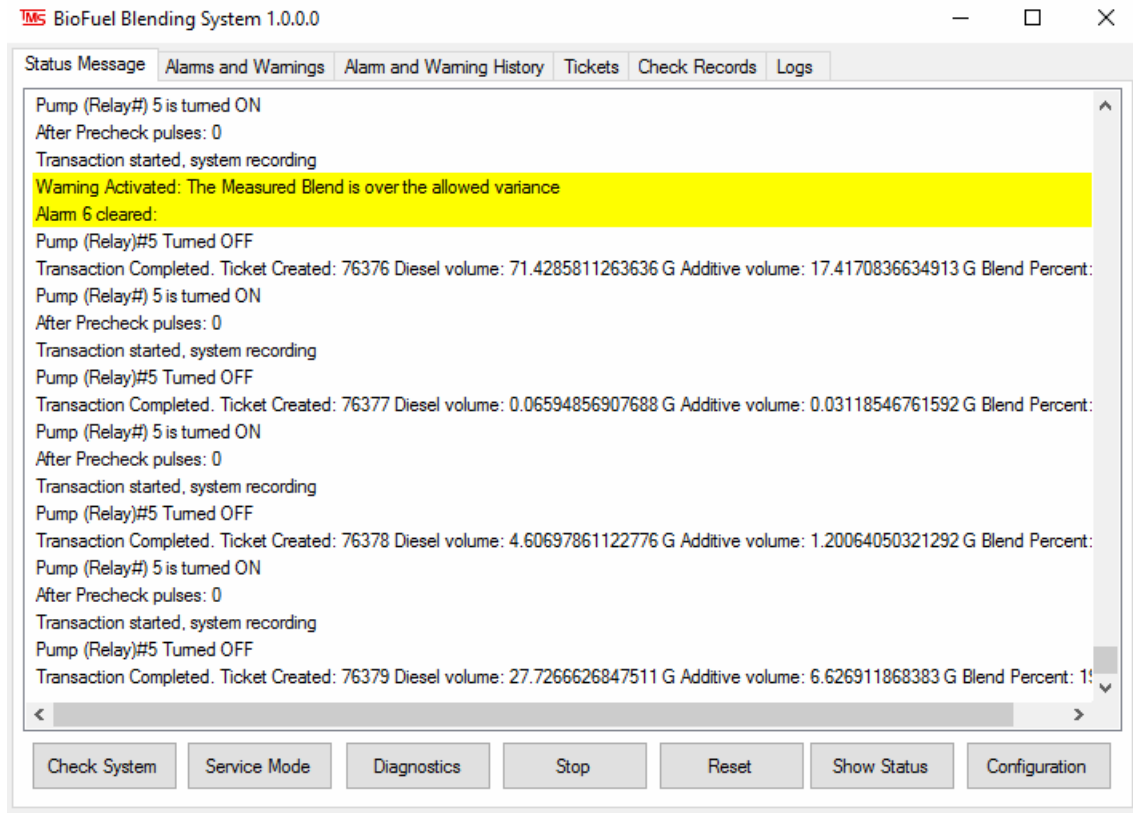 TMS BioFuel Blending System 1.0.0.0
Status Message Alarms and Warnings Alarm and Warning History Tickets Check Records Logs
Pump (Relay#) 5 is turned ON
After Precheck pulses: 0
Transaction started, system recording
Warning Activated: The Measured Blend is over the allowed variance
Alarm 6 cleared:
Pump (Relay)#5 Turned OFF
Transaction Completed. Ticket Created: 76376 Diesel volume: 71.4285811263636 G Additive volume: 17.4170836634913 G Blend Percent:
Pump (Relay#) 5 is turned ON
After Precheck pulses: 0
Transaction started, system recording
Pump (Relay)#5 Turned OFF
Transaction Completed. Ticket Created: 76377 Diesel volume: 0.06594856907688 G Additive volume: 0.03118546761592 G Blend Percent:
Pump (Relay#) 5 is turned ON
After Precheck pulses: 0
Transaction started, system recording
Pump (Relay)#5 Turned OFF
Transaction Completed. Ticket Created: 76378 Diesel volume: 4.60697861122776 G Additive volume: 1.20064050321292 G Blend Percent:
Pump (Relay#) 5 is turned ON
After Precheck pulses: 0
Transaction started, system recording
Pump (Relay)#5 Turned OFF
Transaction Completed. Ticket Created: 76379 Diesel volume: 27.7266626847511 G Additive volume: 6.626911868383 G Blend Percent:
Check System Service Mode Diagnostics Stop Reset Show Status Configuration